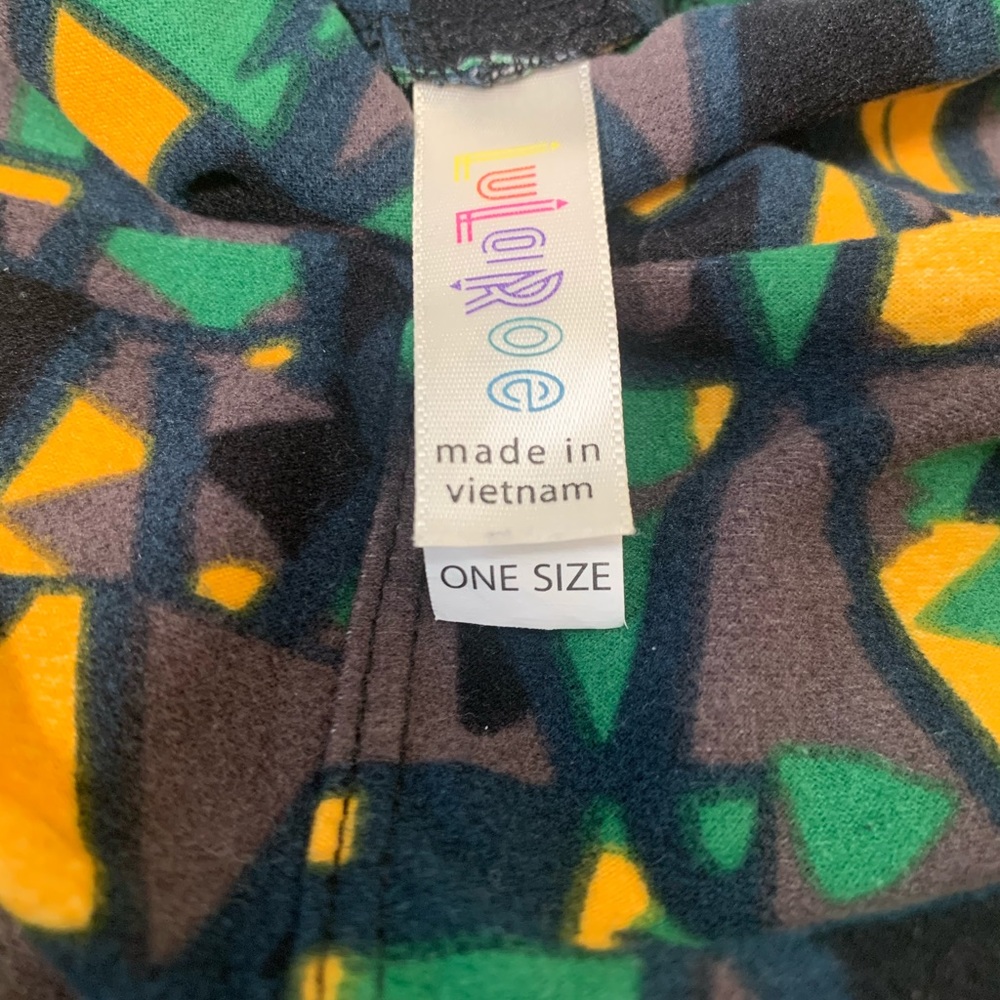 LuLaRoe
made in
vietnam
ONE SIZE